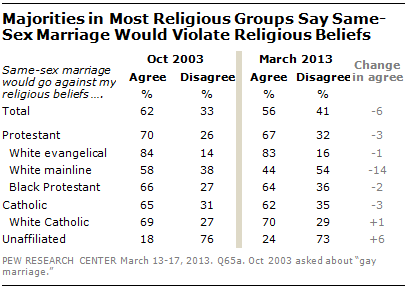 Majorities in Most Religious Groups Say Same-
Sex Marriage Would Violate Religious Beliefs
Oct 2003 March 2013
Same-sex marriage would go against my religious beliefs …. Agree Disagree Agree Disagree Change in agree
% % % %
Total 62 33 56 41 -6
Protestant 70 26 67 32 -3
White evangelical 84 14 83 16 -1
White mainline 58 38 44 54 -14
Black Protestant 66 27 64 36 -2
Catholic 65 31 62 35 -3
White Catholic 69 27 70 29 +1
Unaffiliated 18 76 24 73 +6
PEW RESEARCH CENTER March 13-17, 2013. Q65a. Oct 2003 asked about “gay
marriage.”